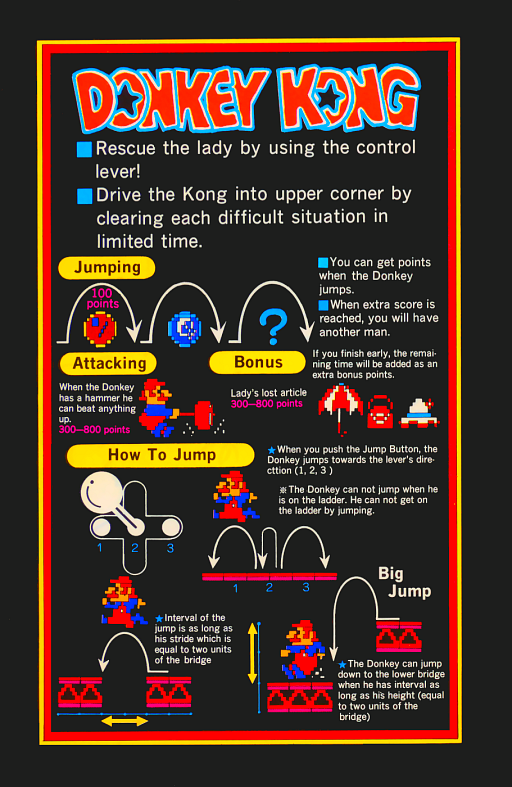 DONKEY KONG
Rescue the lady by using the control
lever!
Drive the Kong into upper corner by
clearing each difficult situation in
limited time.
Jumping
100
points
?
You can get points
when the Donkey
jumps.
When extra score is
reached, you will have
another man.
Attacking
When the Donkey
has a hammer he
can beat anything
up.
300—800 points
Bonus
Lady's lost article
300—800 points
If you finish early, the remai-
ning time will be added as an
extra bonus points.
How To Jump
1 2 3
★When you push the Jump Button, the
Donkey jumps towards the lever's dire-
cttion (1, 2, 3 )
※The Donkey can not jump when he
is on the ladder. He can not get on
the ladder by jumping.
1 2 3
★Interval of the
jump is as long as
his stride which is
equal to two units
of the bridge
Big
Jump
★The Donkey can jump
down to the lower bridge
when he has interval as
long as his height (equal
to two units of the
bridge)